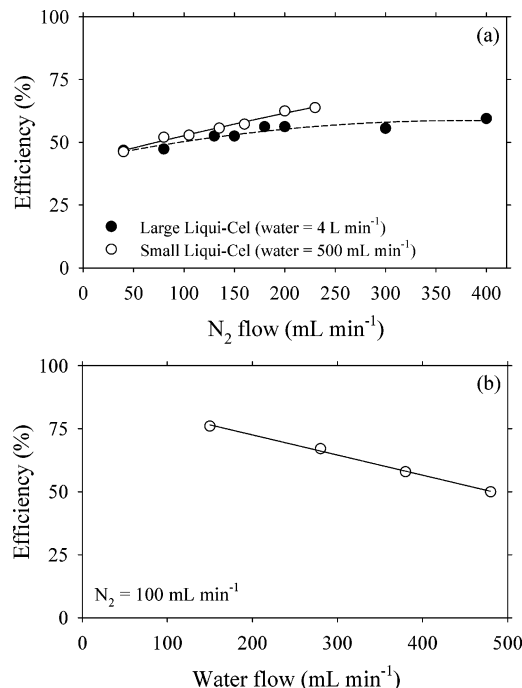 100
(a)
75
Efficiency (%)
50
25
Large Liqui-Cel (water = 4 L min⁻¹)
Small Liqui-Cel (water = 500 mL min⁻¹)
0
0 50 100 150 200 250 300 350 400
N₂ flow (mL min⁻¹)
100
(b)
75
Efficiency (%)
50
25
N₂ = 100 mL min⁻¹
0
0 100 200 300 400 500
Water flow (mL min⁻¹)